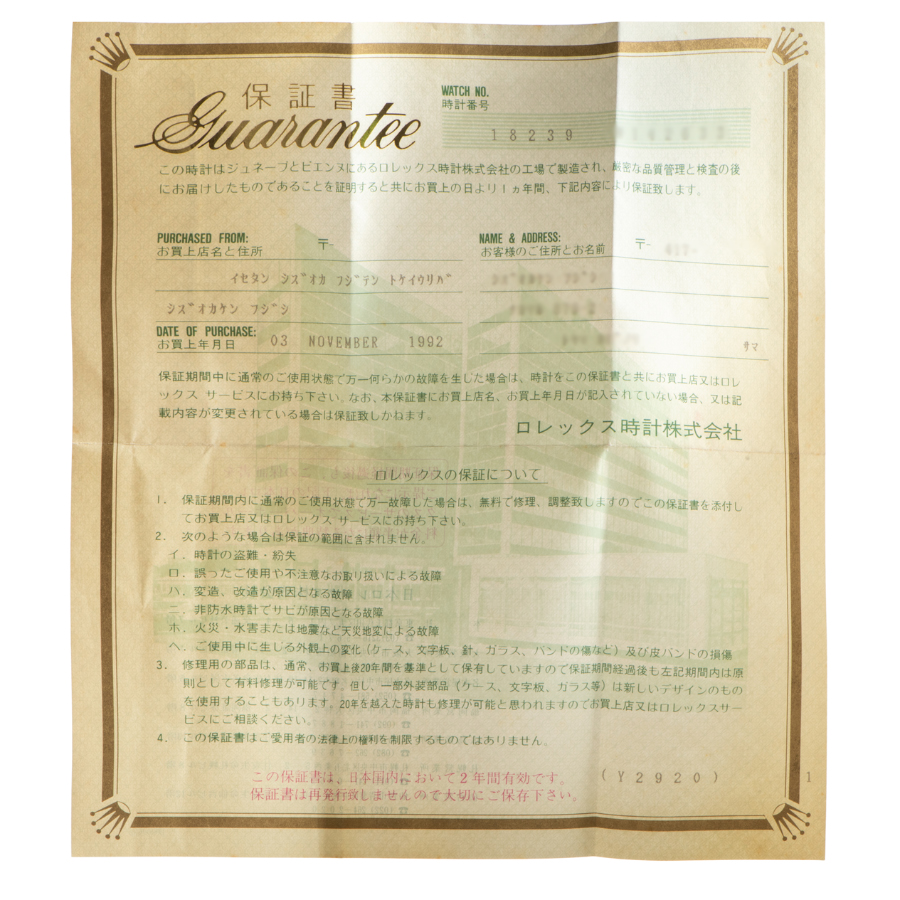 保証書
Guarantee
WATCH NO.
時計番号
18239
この時計はジュネーブとビエンヌにあるロレックス時計株式会社の工場で製造され、厳密な品質管理と検査の後
にお届けしたものであることを証明すると共にお買上の日より1ヵ年間、下記内容により保証致します。
PURCHASED FROM:
お買上店名と住所
〒-
イセタン シズオカ フジテン トケイウリバ
シズオカケン フジシ
NAME & ADDRESS:
お客様のご住所とお名前
〒-
サマ
DATE OF PURCHASE:
お買上年月日
03 NOVEMBER 1992
保証期間中に通常のご使用状態で万一何らかの故障を生じた場合は、時計をこの保証書と共にお買上店又はロレ
ックス サービスにお持ち下さい。なお、本保証書にお買上店名、お買上年月日が記入されていない場合、又は記
載内容が変更されている場合は保証致しかねます。
ロレックス時計株式会社
ロレックスの保証について
1. 保証期間内に通常のご使用状態で万一故障した場合は、無料で修理、調整致しますのでこの保証書を添付し
てお買上店又はロレックス サービスにお持ち下さい。
2. 次のような場合は保証の範囲に含まれません。
イ. 時計の盗難・紛失
ロ. 誤ったご使用や不注意なお取り扱いによる故障
ハ. 変造、改造が原因となる故障
ニ. 非防水時計でサビが原因となる故障
ホ. 火災・水害または地震など天災地変による故障
ヘ. ご使用中に生じる外観上の変化（ケース、文字板、針、ガラス、バンドの傷など）及び皮バンドの損傷
3. 修理用の部品は、通常、お買上後20年間を基準として保有していますので保証期間経過後も左記期間内は原
則として有料修理が可能です。但し、一部外装部品（ケース、文字板、ガラス等）は新しいデザインのもの
を使用することもあります。20年を越えた時計も修理が可能と思われますのでお買上店又はロレックスサー
ビスにご相談ください。
4. この保証書はご愛用者の法律上の権利を制限するものではありません。
この保証書は、日本国内において2年間有効です。
保証書は再発行致しませんので大切にご保存下さい。
(Y2920)
1